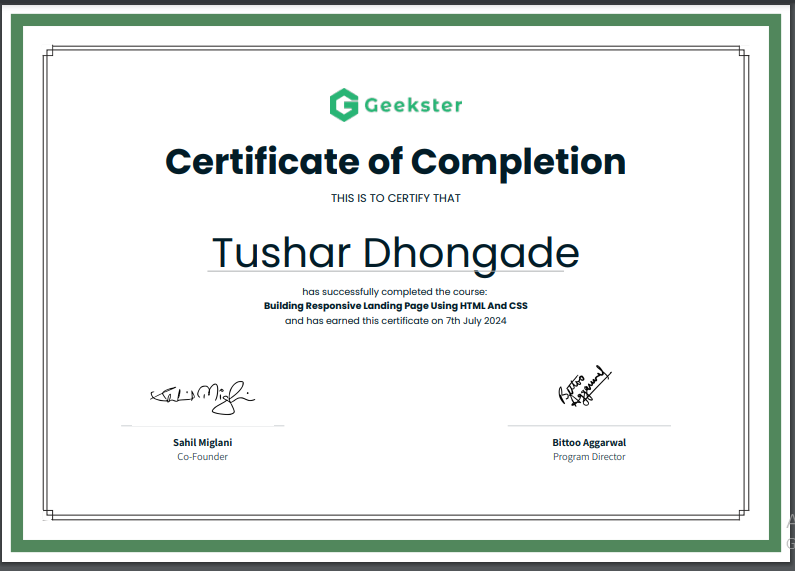 Geekster
Certificate of Completion
THIS IS TO CERTIFY THAT
Tushar Dhongade
has successfully completed the course:
Building Responsive Landing Page Using HTML And CSS
and has earned this certificate on 7th July 2024
Bittoo
Aggarwal
Sahil Miglani
Bittoo Aggarwal
Co-Founder
Program Director